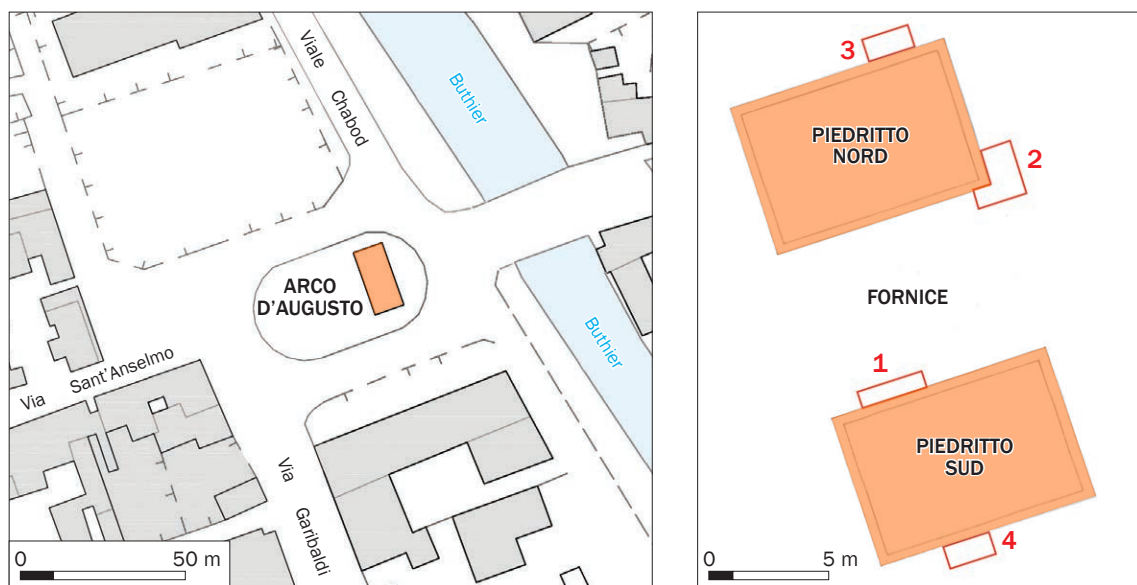 Viale
Chabod
Buthier
ARCO
D'AUGUSTO
Buthier
Via Sant'Anselmo
Via
Garibaldi
0 50 m
3
PIEDRITTO
NORD
2
FORNICE
1
PIEDRITTO
SUD
4
0 5 m